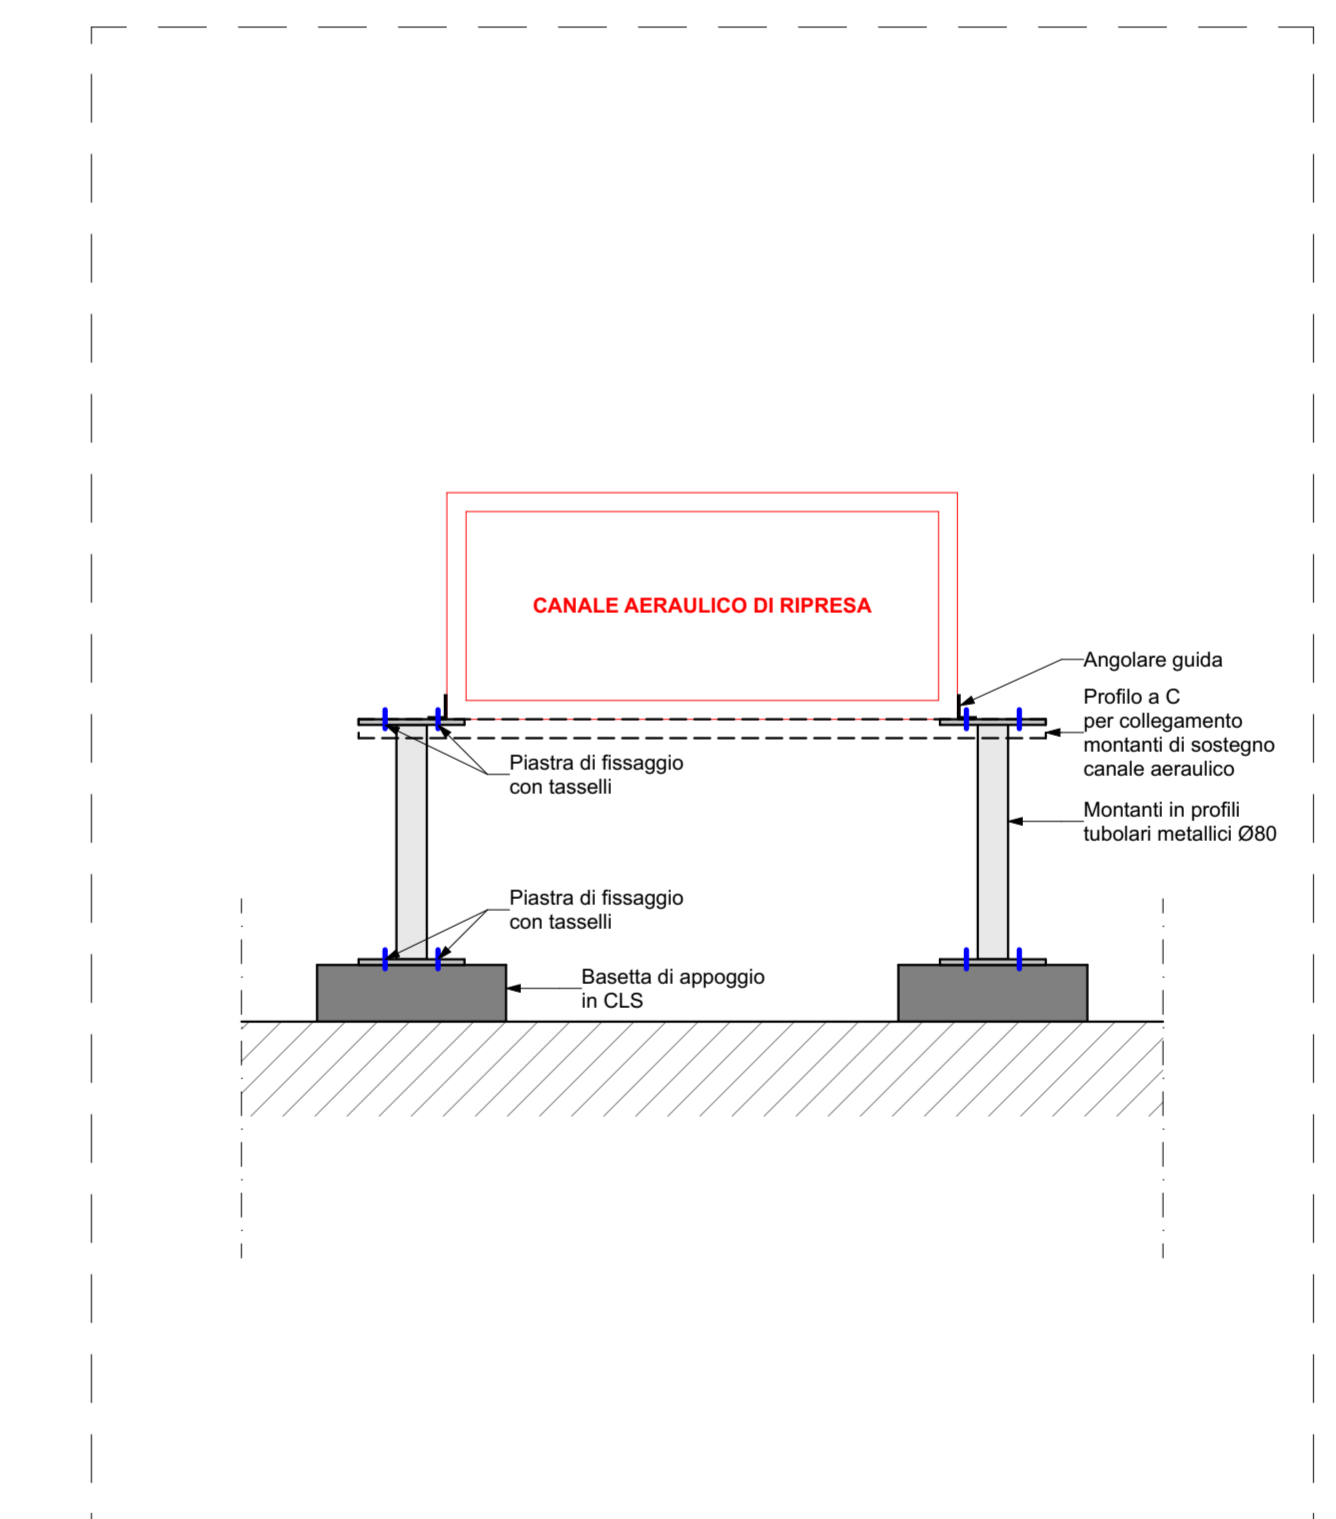 CANALE AERAULICO DI RIPRESA
Angolare guida
Profilo a C
per collegamento
montanti di sostegno
canale aeraulico
Piastra di fissaggio
con tasselli
Montanti in profili
tubolari metallici Ø80
Piastra di fissaggio
con tasselli
Basetta di appoggio
in CLS